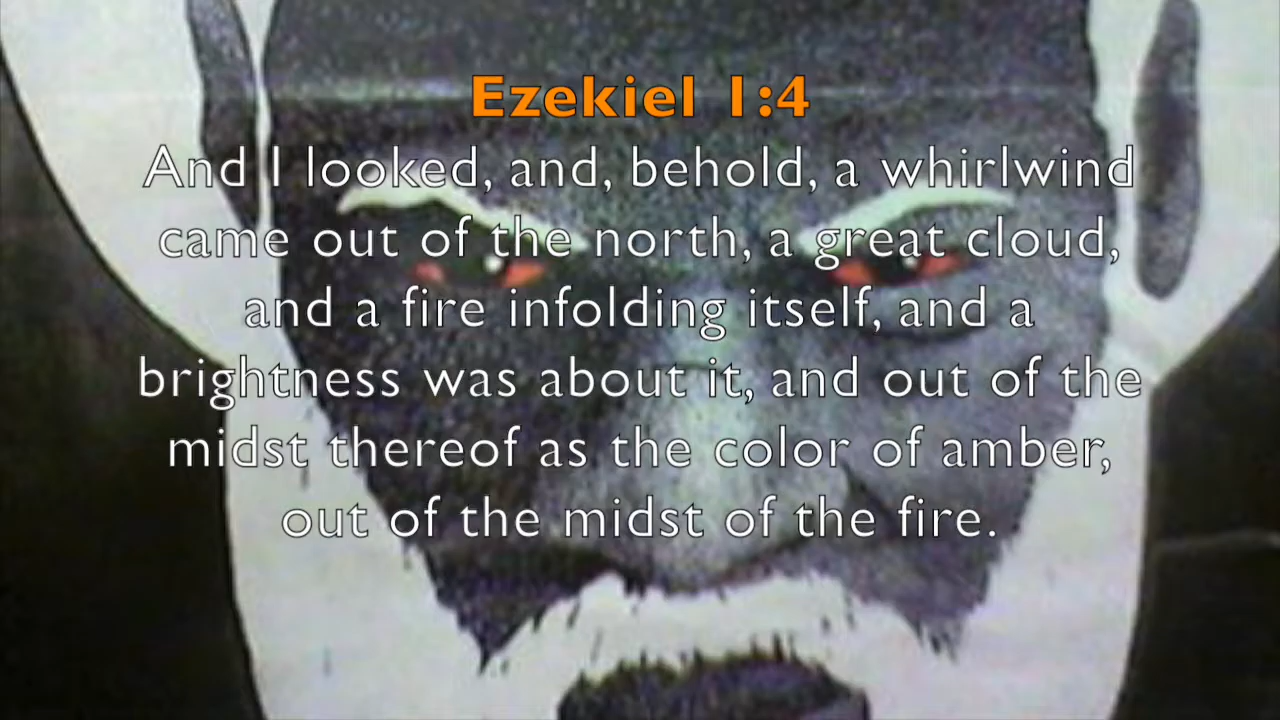 Ezekiel 1:4
And I looked, and, behold, a whirlwind
came out of the north, a great cloud,
and a fire infolding itself, and a
brightness was about it, and out of the
midst thereof as the color of amber,
out of the midst of the fire.